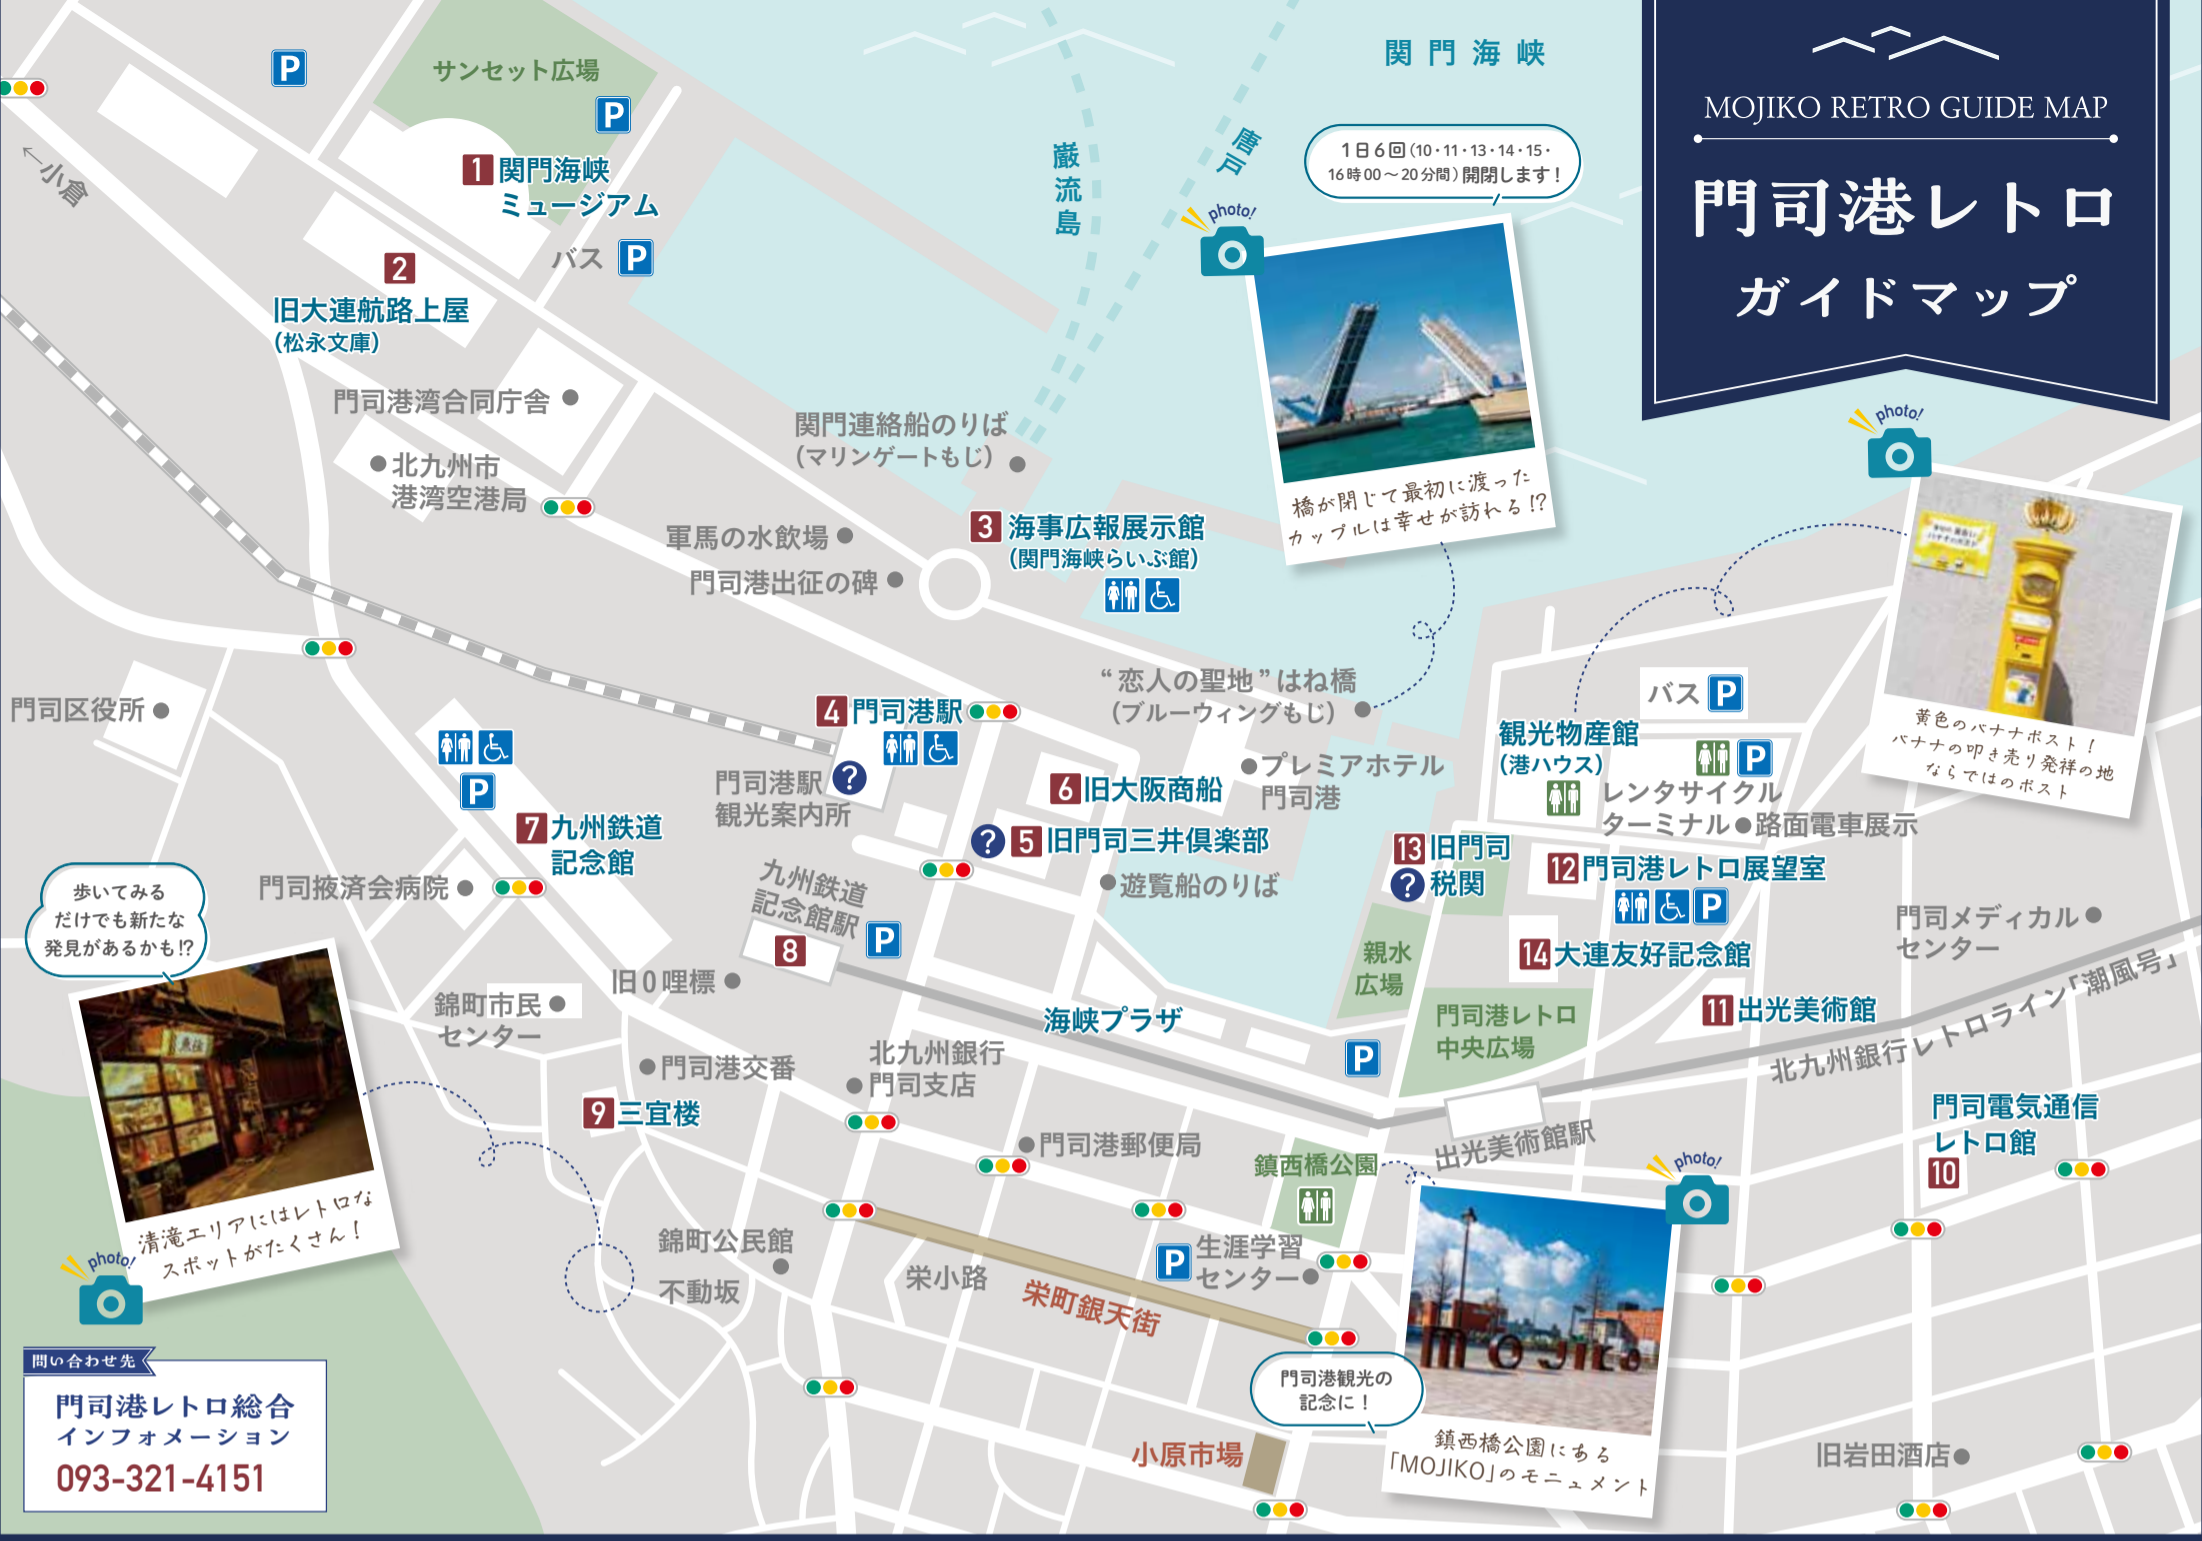 MOJIKO RETRO GUIDE MAP
門司港レトロ
ガイドマップ
関門海峡
サンセット広場
P
P
1 関門海峡
ミュージアム
バス P
←小倉
2
旧大連航路上屋
(松永文庫)
巌流島
唐戸
1日6回(10・11・13・14・15・
16時00~20分間)開閉します!
photo!
橋が閉じて最初に渡った
カップルは幸せが訪れる!?
門司港湾合同庁舎
北九州市
港湾空港局
関門連絡船のりば
(マリンゲートもじ)
軍馬の水飲場
門司港出征の碑
3 海事広報展示館
(関門海峡らいぶ館)
photo!
黄色のバナナポスト!
バナナの叩き売り発祥の地
ならではのポスト
門司区役所
P
4 門司港駅
門司港駅
観光案内所
?
“恋人の聖地”はね橋
(ブルーウィングもじ)
プレミアホテル
門司港
6 旧大阪商船
? 5 旧門司三井倶楽部
遊覧船のりば
バス P
観光物産館
(港ハウス)
P
レンタサイクル
ターミナル
路面電車展示
13 旧門司
? 税関
12 門司港レトロ展望室
P
14 大連友好記念館
門司メディカル
センター
7 九州鉄道
記念館
門司掖済会病院
九州鉄道
記念館駅
8
P
旧0哩標
親水
広場
門司港レトロ
中央広場
11 出光美術館
北九州銀行レトロライン「潮風号」
海峡プラザ
P
歩いてみる
だけでも新たな
発見があるかも!?
清滝エリアにはレトロな
スポットがたくさん!
photo!
錦町市民
センター
門司港交番
北九州銀行
門司支店
9 三宜楼
門司港郵便局
鎮西橋公園
出光美術館駅
門司電気通信
レトロ館
10
錦町公民館
不動坂
栄小路
栄町銀天街
P 生涯学習
センター
photo!
mojiko
門司港観光の
記念に!
鎮西橋公園にある
「MOJIKO」のモニュメント
小原市場
旧岩田酒店
問い合わせ先
門司港レトロ総合
インフォメーション
093-321-4151